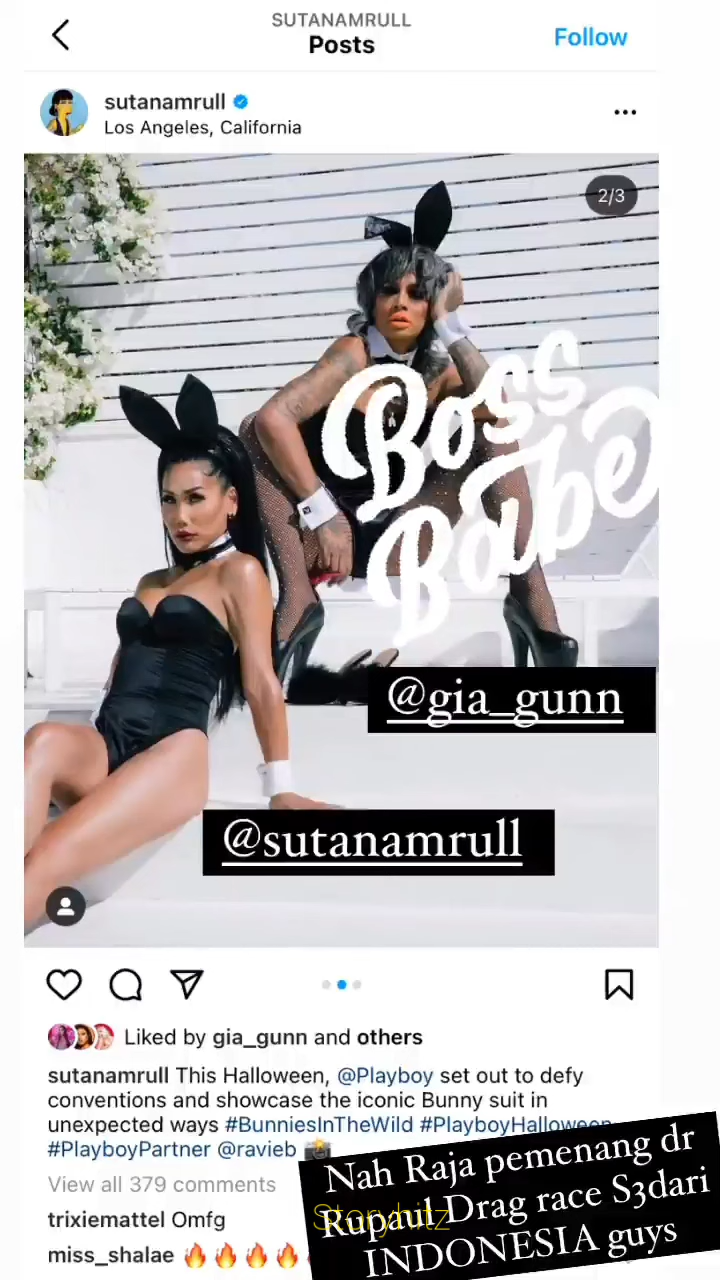 SUTANAMRULL
Posts
Follow
sutanamrull
Los Angeles, California
2/3
Boss
Babe
@gia_gunn
@sutanamrull
Liked by gia_gunn and others
sutanamrull This Halloween, @Playboy set out to defy
conventions and showcase the iconic Bunny suit in
unexpected ways #BunniesInTheWild #PlayboyHalloween
#PlayboyPartner @ravieb
View all 379 comments
trixiemattel Omfg
miss_shalae 🔥🔥🔥🔥
Nah Raja pemenang dr
Rupaul Drag race S3dari
INDONESIA guys
Storyhitz